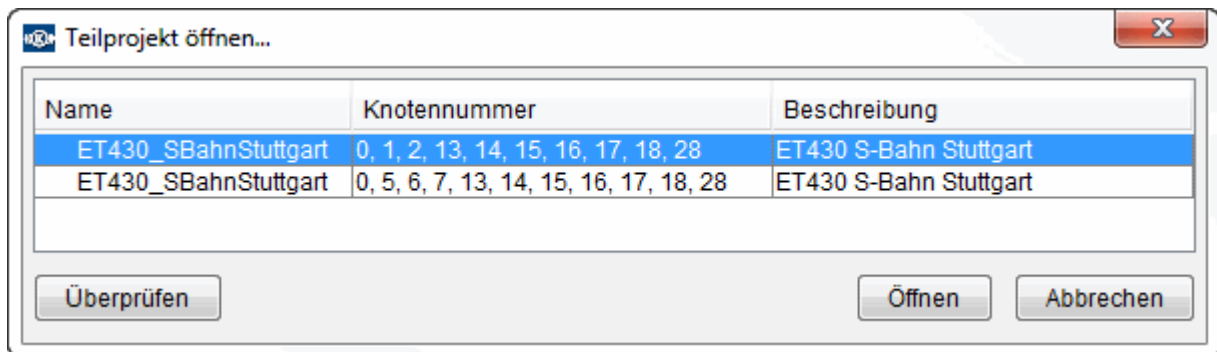 Teilprojekt öffnen...
Name Knotennummer Beschreibung
ET430_SBahnStuttgart 0, 1, 2, 13, 14, 15, 16, 17, 18, 28 ET430 S-Bahn Stuttgart
ET430_SBahnStuttgart 0, 5, 6, 7, 13, 14, 15, 16, 17, 18, 28 ET430 S-Bahn Stuttgart
Überprüfen Öffnen Abbrechen